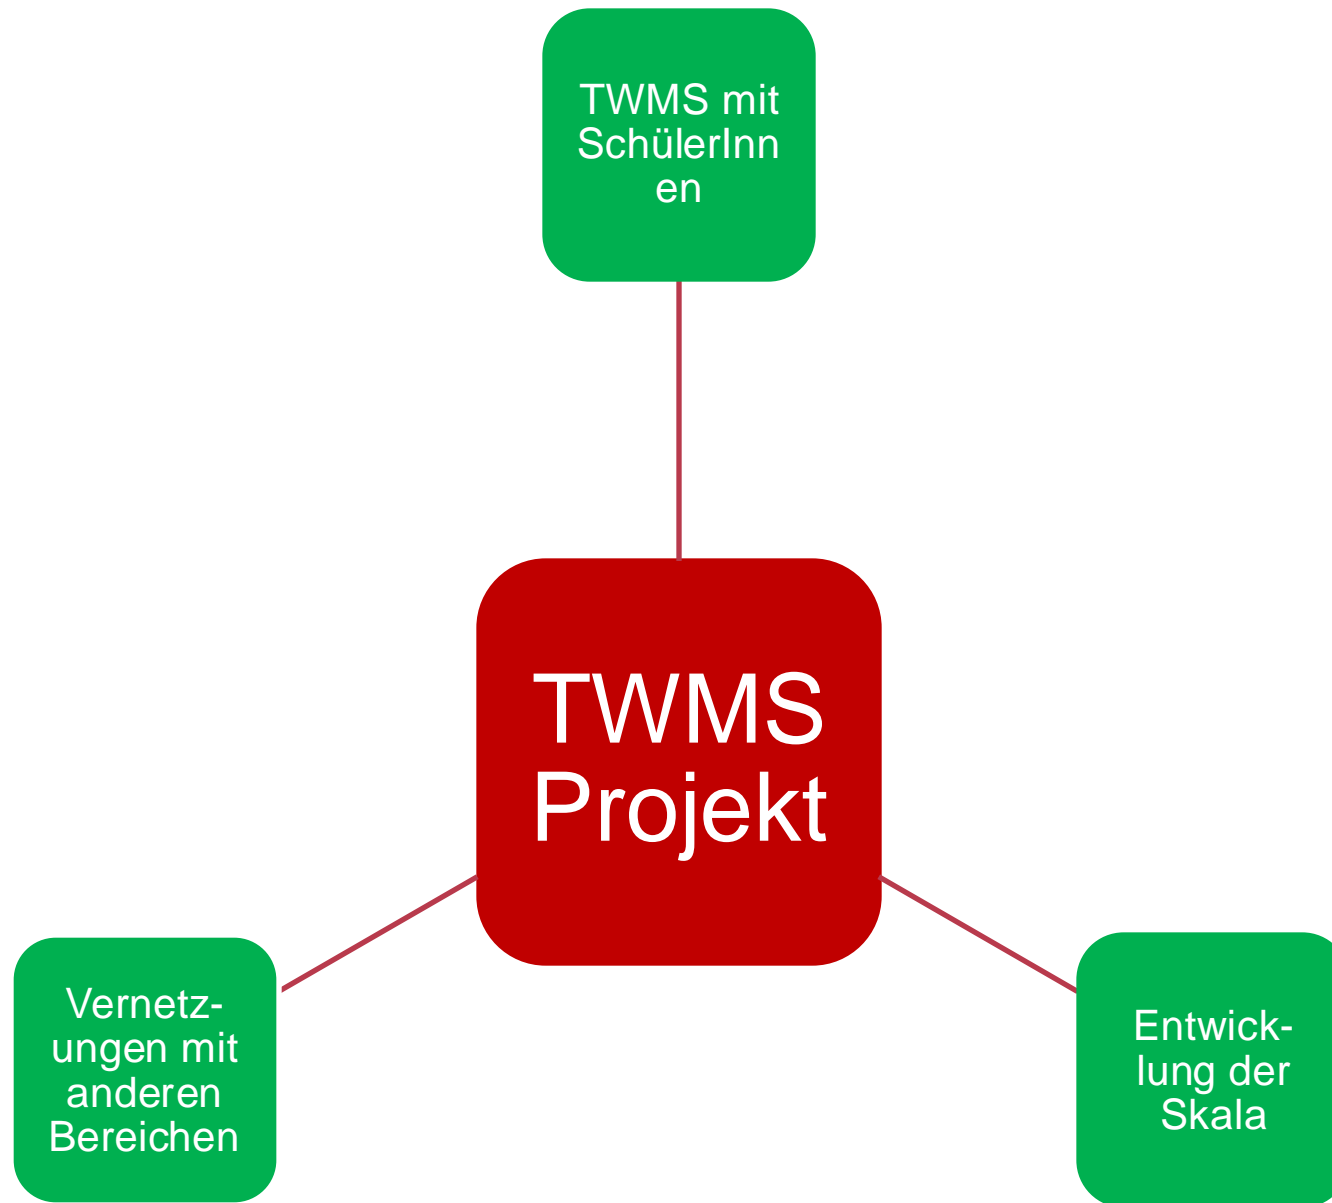 TWMS mit
SchülerInn
en
TWMS
Projekt
Vernetz-
ungen mit
anderen
Bereichen
Entwick-
lung der
Skala